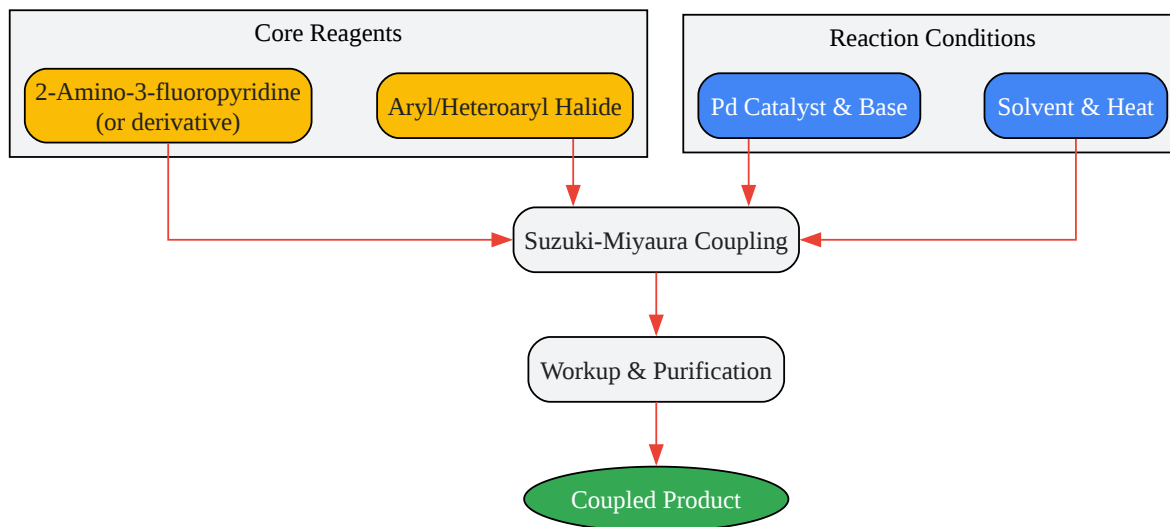 Core Reagents
Reaction Conditions
2-Amino-3-fluoropyridine
(or derivative)
Aryl/Heteroaryl Halide
Pd Catalyst & Base
Solvent & Heat
Suzuki-Miyaura Coupling
Workup & Purification
Coupled Product